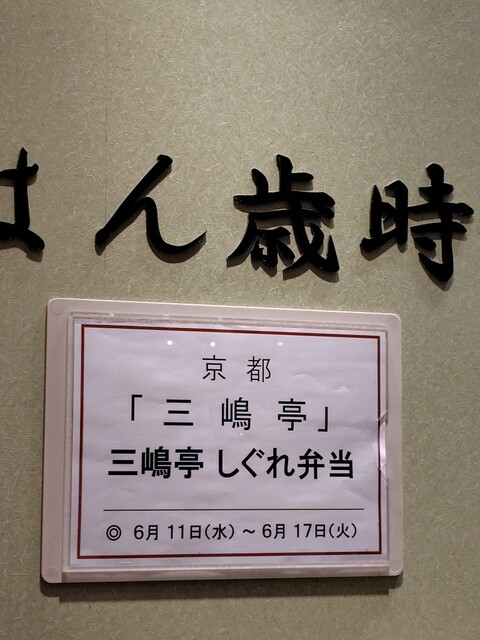 はん歳時
京都
「三嶋亭」
三嶋亭 しぐれ弁当
◎ 6月11日(水) ～ 6月17日(火)